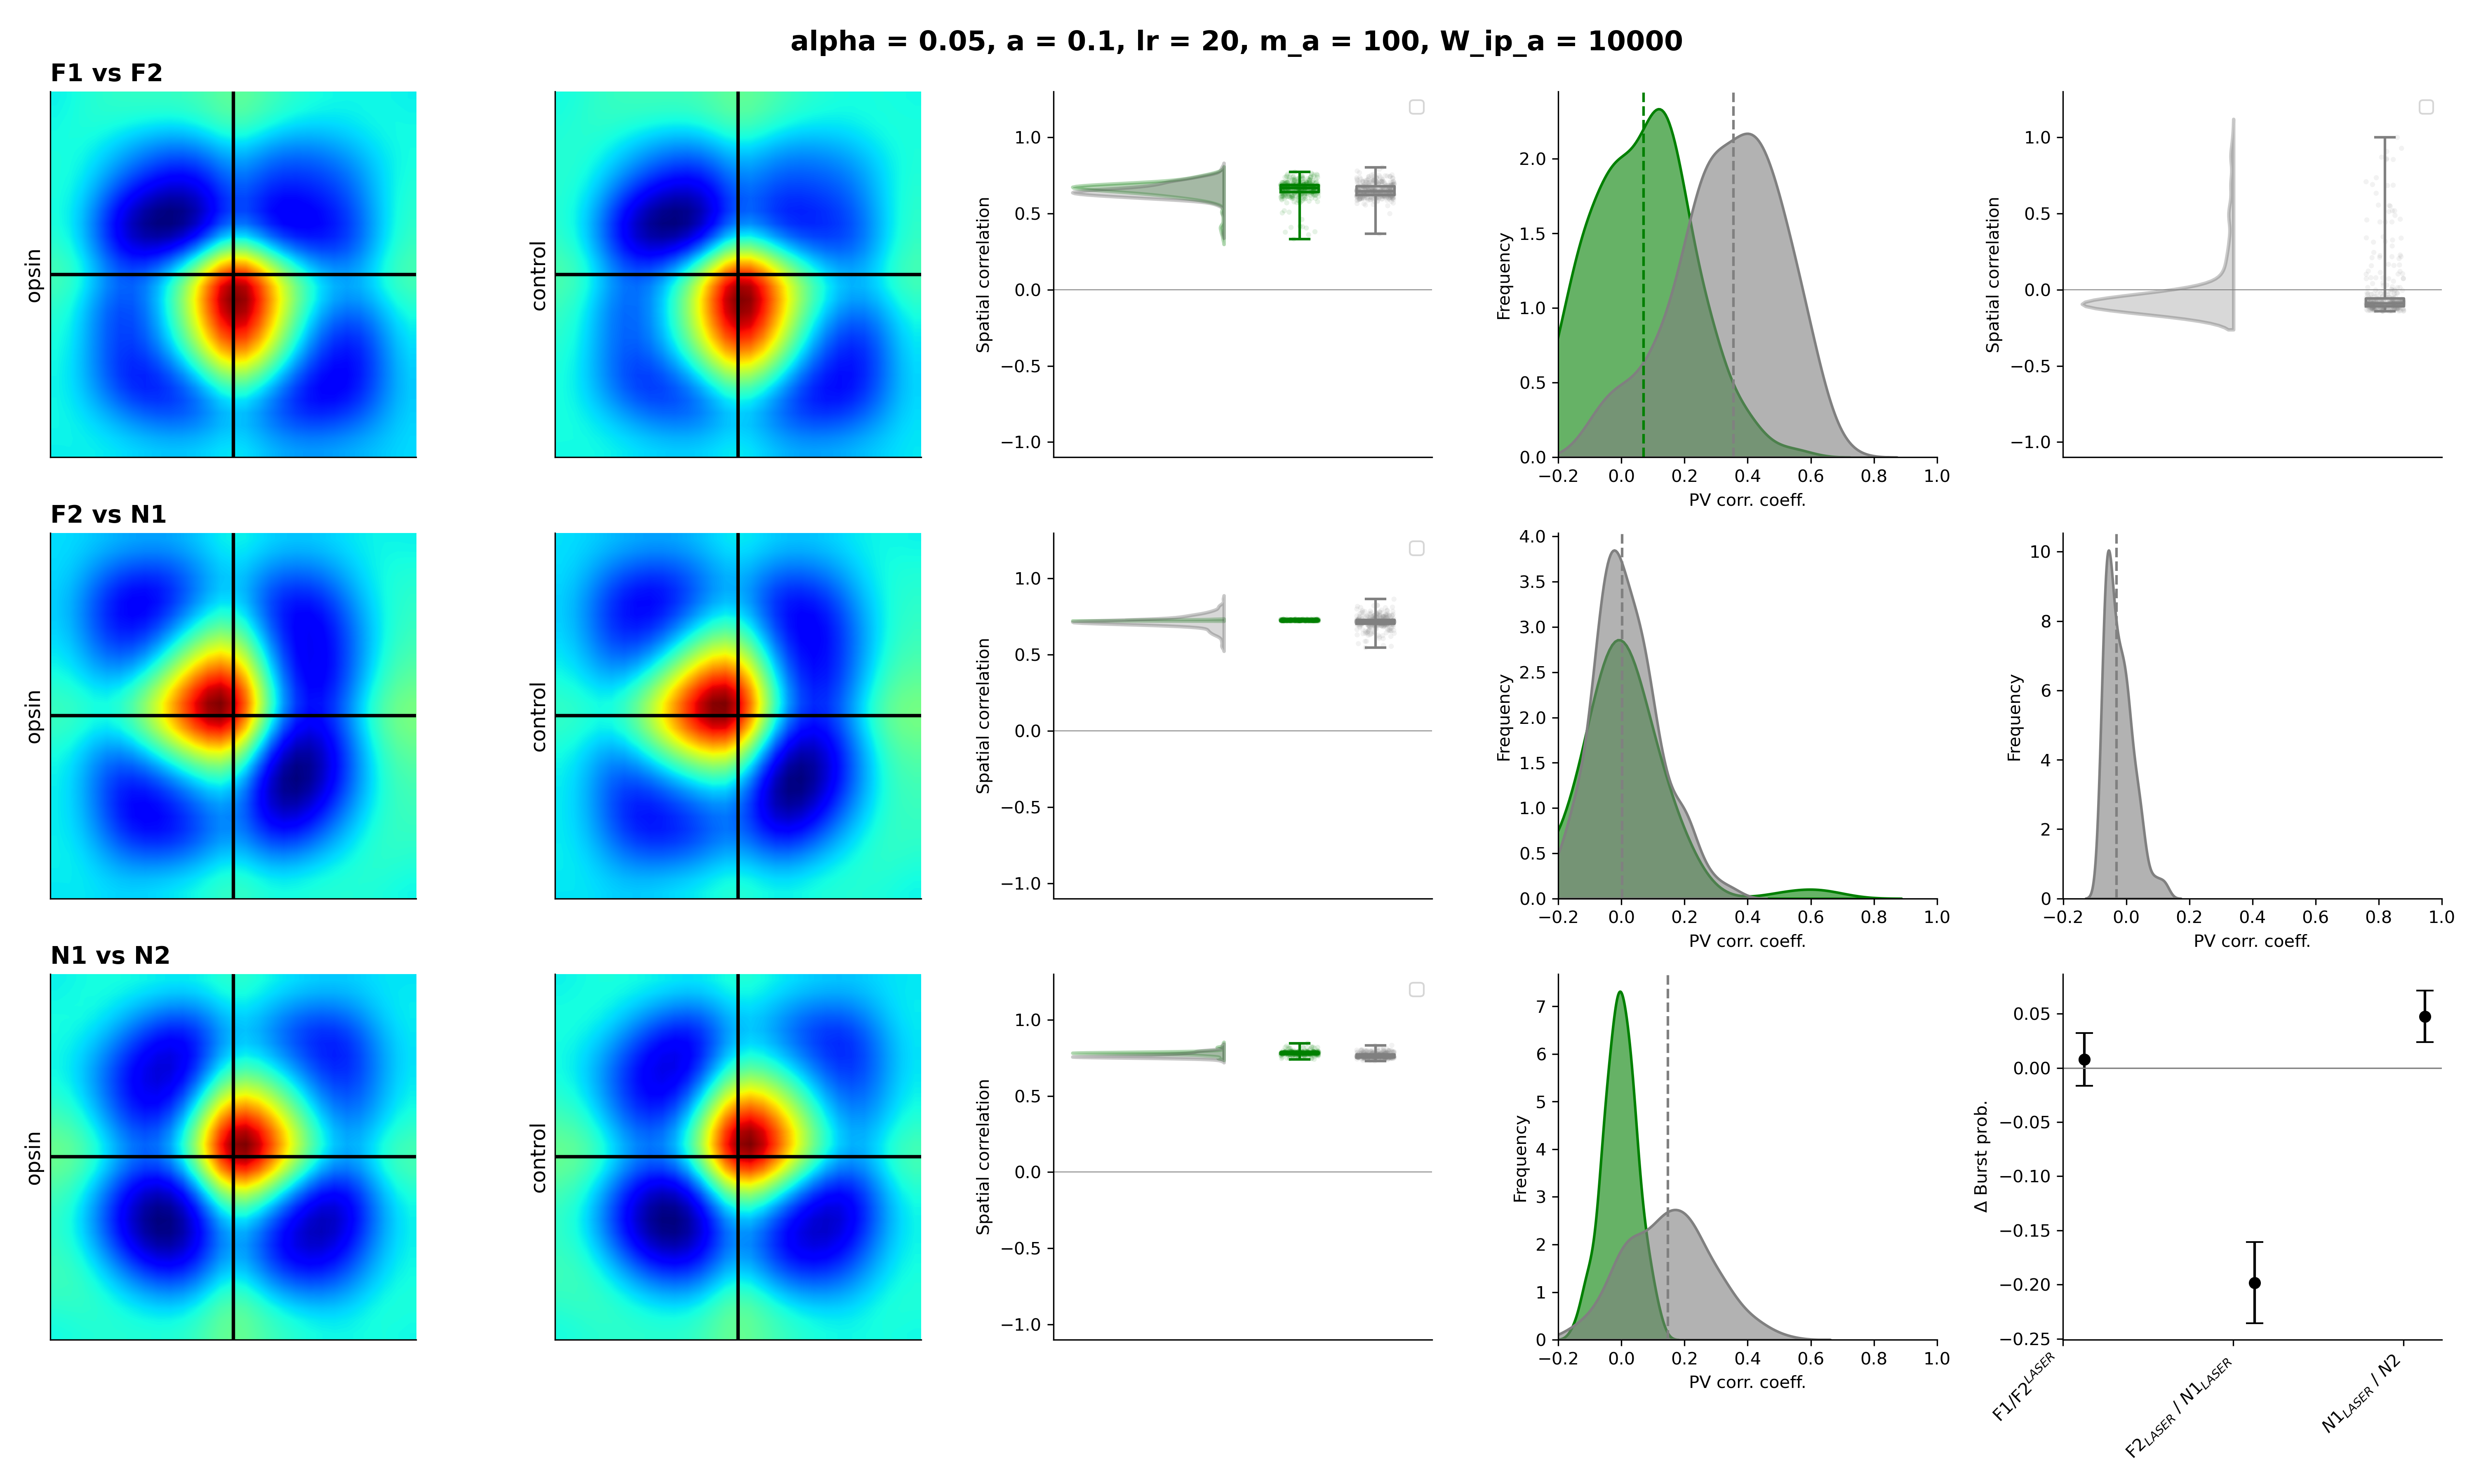 alpha = 0.05, a = 0.1, lr = 20, m_a = 100, W_ip_a = 10000
F1 vs F2
opsin
control
Spatial correlation
1.0
0.5
0.0
−0.5
−1.0
Frequency
2.0
1.5
1.0
0.5
0.0
−0.2 0.0 0.2 0.4 0.6 0.8 1.0
PV corr. coeff.
Spatial correlation
1.0
0.5
0.0
−0.5
−1.0
F2 vs N1
opsin
control
Spatial correlation
1.0
0.5
0.0
−0.5
−1.0
Frequency
4.0
3.5
3.0
2.5
2.0
1.5
1.0
0.5
0.0
−0.2 0.0 0.2 0.4 0.6 0.8 1.0
PV corr. coeff.
Frequency
10
8
6
4
2
0
−0.2 0.0 0.2 0.4 0.6 0.8 1.0
PV corr. coeff.
N1 vs N2
opsin
control
Spatial correlation
1.0
0.5
0.0
−0.5
−1.0
Frequency
7
6
5
4
3
2
1
0
−0.2 0.0 0.2 0.4 0.6 0.8 1.0
PV corr. coeff.
Δ Burst prob.
0.05
0.00
−0.05
−0.10
−0.15
−0.20
−0.25
F1/F2^LASER
F2_LASER / N1_LASER
N1_LASER / N2